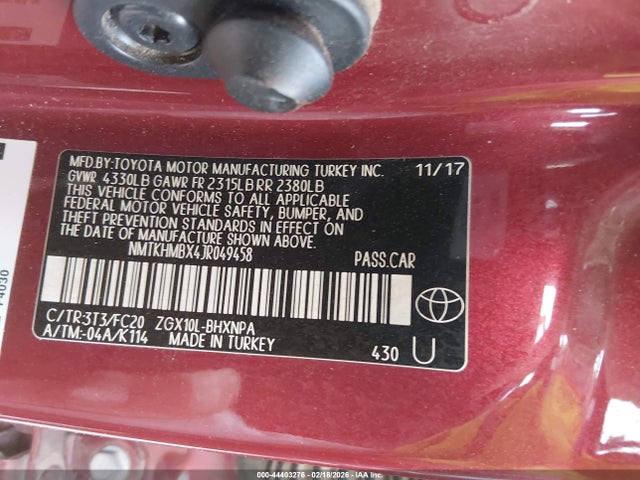 MFD.BY:TOYOTA MOTOR MANUFACTURING TURKEY INC. 11/17
GVWR 4330LB GAWR FR 2315LB RR 2380LB
THIS VEHICLE CONFORMS TO ALL APPLICABLE
FEDERAL MOTOR VEHICLE SAFETY, BUMPER, AND
THEFT PREVENTION STANDARDS IN EFFECT ON
THE DATE OF MANUFACTURE SHOWN ABOVE.
NMTKHMBX4JR049458 PASS.CAR
C/TR:3T3/FC20 ZGX10L-BHXNPA
A/TM:-04A/K114 MADE IN TURKEY
430 U
14030
000-44403276 - 02/18/2026 - IAA Inc.